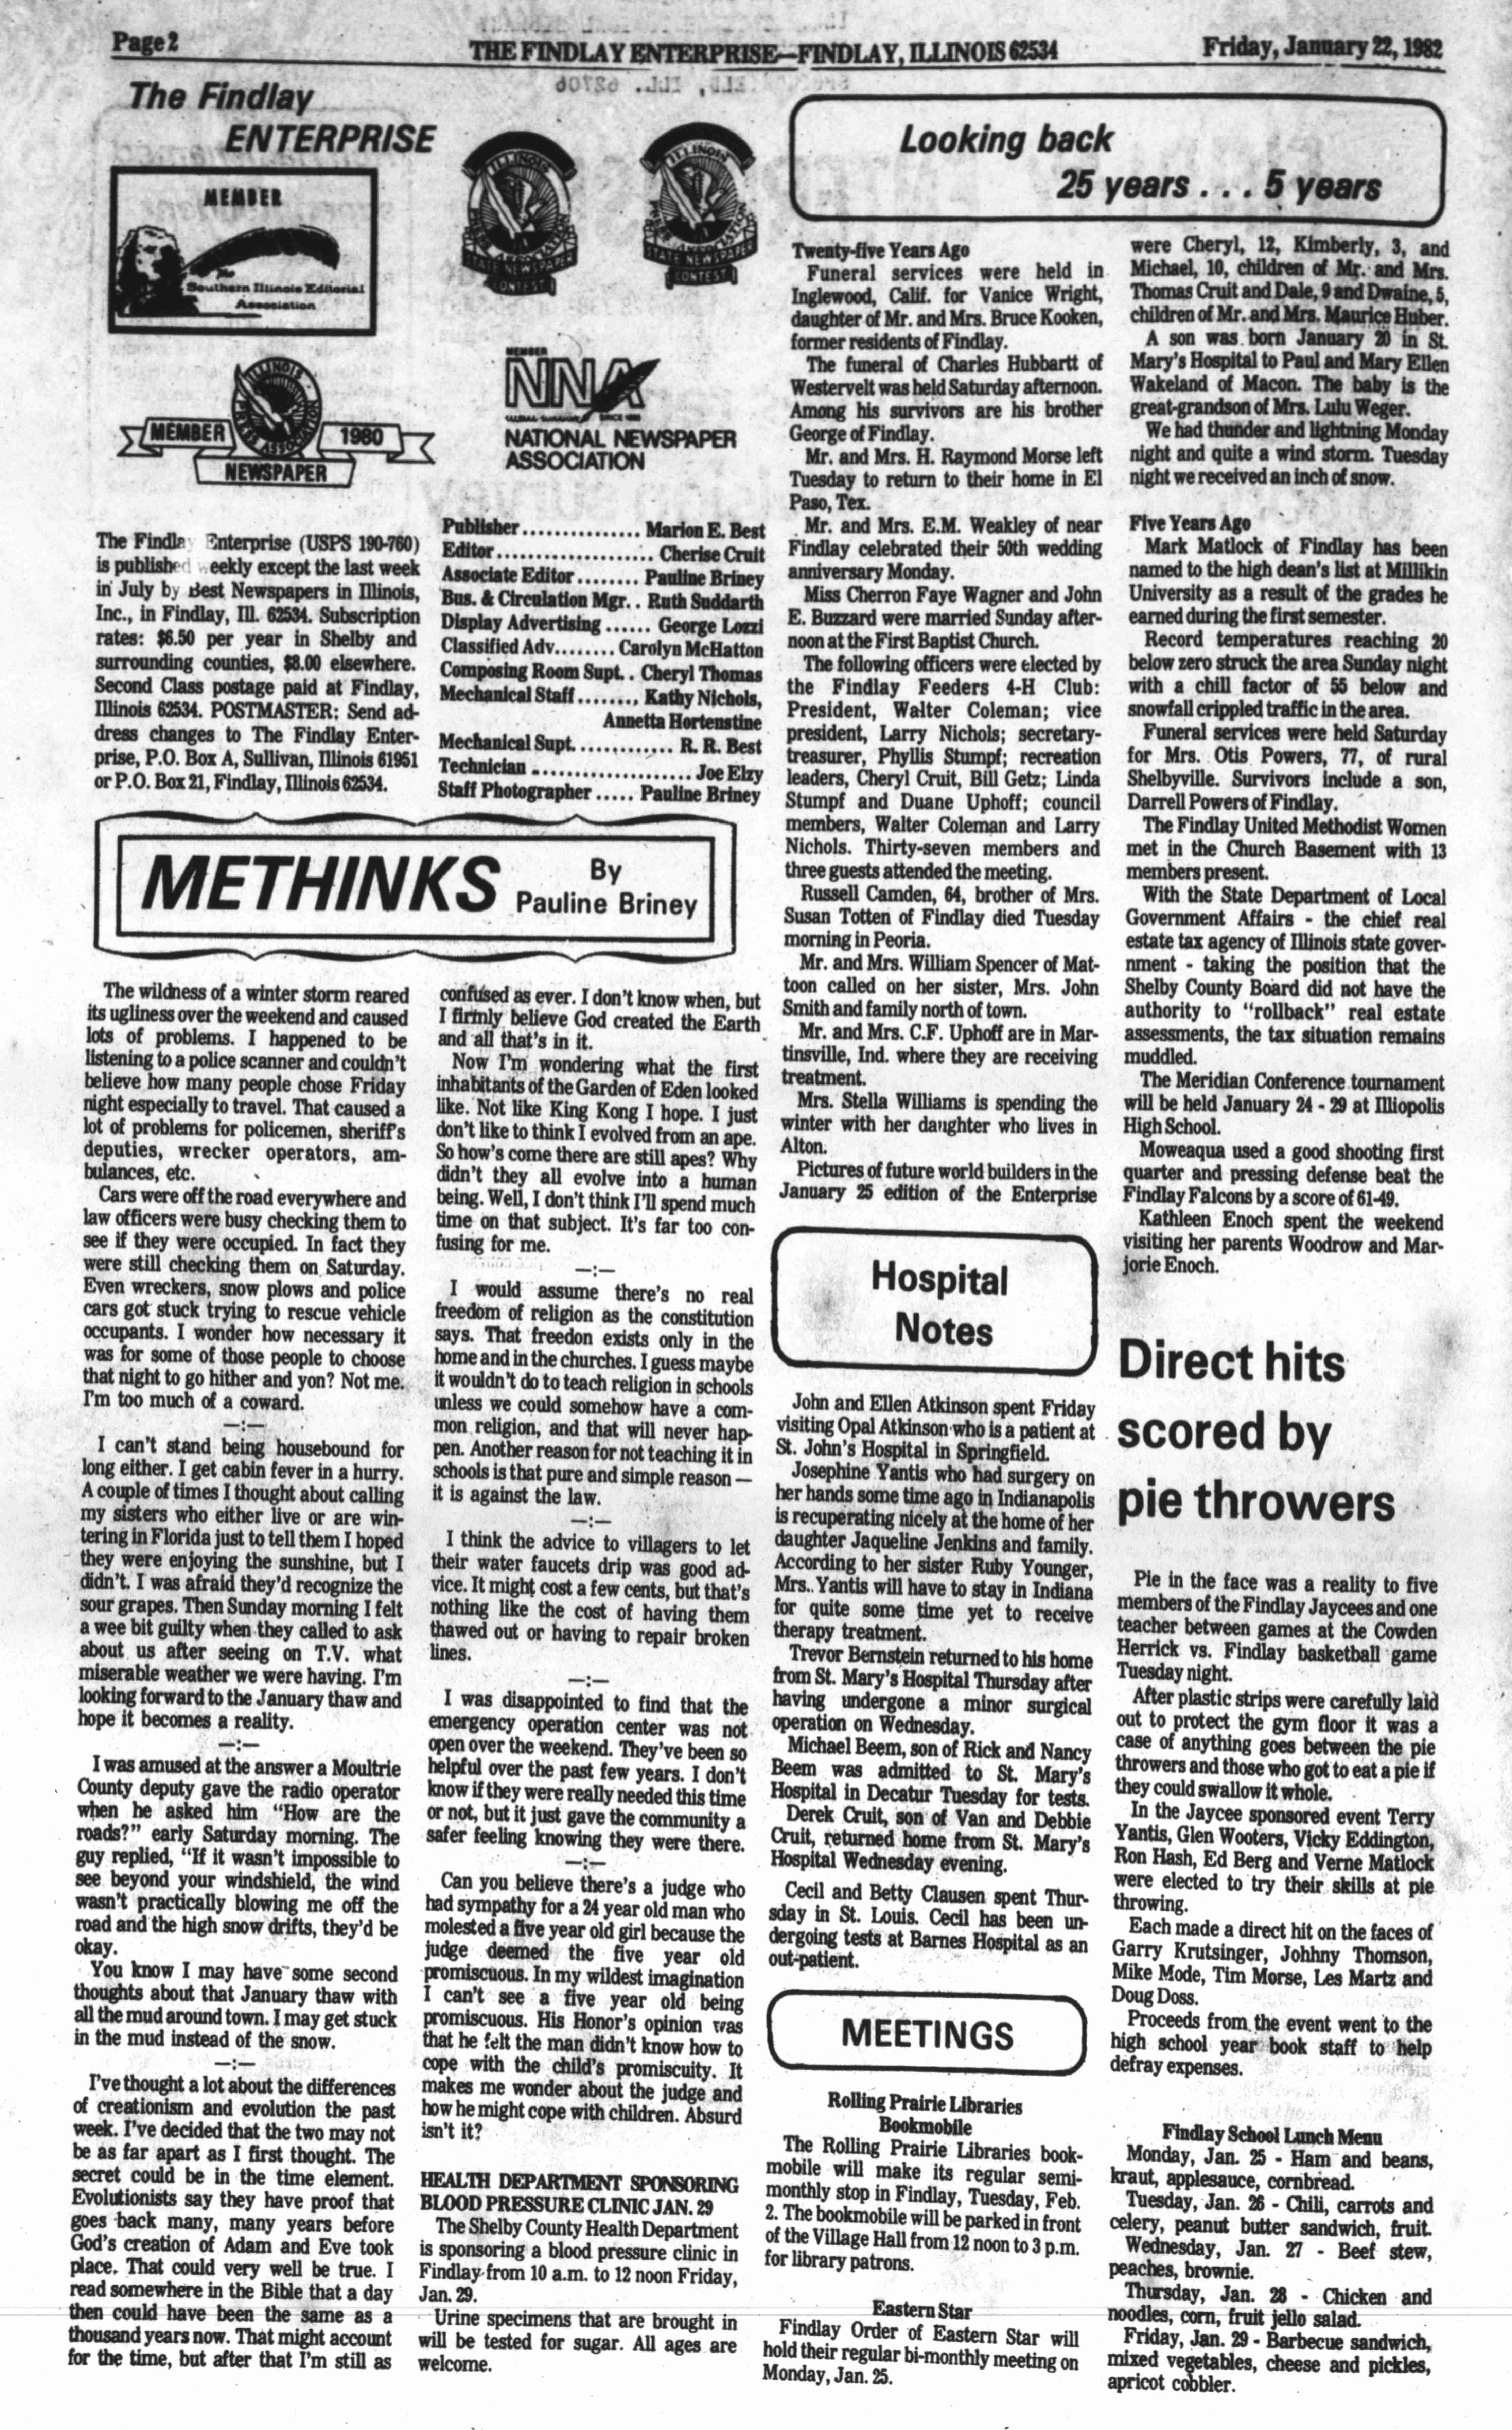 Page 2
THE FINDLAY ENTERPRISE—FINDLAY, ILLINOIS 62534
Friday, January 22, 1982
The Findlay
ENTERPRISE
MEMBER
The
Southern Illinois Editorial
Association
ILLINOIS
PRESS ASSOCIATION
STATE NEWSPAPER
CONTEST
ILLINOIS
PRESS ASSOCIATION
STATE NEWSPAPER
CONTEST
ILLINOIS
PRESS ASSOCIATION
MEMBER 1980
NEWSPAPER
MEMBER
NNA
SINCE 1885
NATIONAL NEWSPAPER
ASSOCIATION
The Findlay Enterprise (USPS 190-760)
is published weekly except the last week
in July by Best Newspapers in Illinois,
Inc., in Findlay, Ill. 62534. Subscription
rates: $6.50 per year in Shelby and
surrounding counties, $8.00 elsewhere.
Second Class postage paid at Findlay,
Illinois 62534. POSTMASTER: Send ad-
dress changes to The Findlay Enter-
prise, P.O. Box A, Sullivan, Illinois 61951
or P.O. Box 21, Findlay, Illinois 62534.
Publisher................ Marion E. Best
Editor..................... Cherise Cruit
Associate Editor........ Pauline Briney
Bus. & Circulation Mgr.. Ruth Suddarth
Display Advertising ...... George Lozzi
Classified Adv........ Carolyn McHatton
Composing Room Supt.. Cheryl Thomas
Mechanical Staff........ Kathy Nichols,
Annetta Hortenstine
Mechanical Supt............. R. R. Best
Technician ...................... Joe Elzy
Staff Photographer ..... Pauline Briney
METHINKS
By
Pauline Briney
The wildness of a winter storm reared
its ugliness over the weekend and caused
lots of problems. I happened to be
listening to a police scanner and couldn't
believe how many people chose Friday
night especially to travel. That caused a
lot of problems for policemen, sheriff's
deputies, wrecker operators, am-
bulances, etc.
Cars were off the road everywhere and
law officers were busy checking them to
see if they were occupied. In fact they
were still checking them on Saturday.
Even wreckers, snow plows and police
cars got stuck trying to rescue vehicle
occupants. I wonder how necessary it
was for some of those people to choose
that night to go hither and yon? Not me.
I'm too much of a coward.
—:—
I can't stand being housebound for
long either. I get cabin fever in a hurry.
A couple of times I thought about calling
my sisters who either live or are win-
tering in Florida just to tell them I hoped
they were enjoying the sunshine, but I
didn't. I was afraid they'd recognize the
sour grapes. Then Sunday morning I felt
a wee bit guilty when they called to ask
about us after seeing on T.V. what
miserable weather we were having. I'm
looking forward to the January thaw and
hope it becomes a reality.
—:—
I was amused at the answer a Moultrie
County deputy gave the radio operator
when he asked him "How are the
roads?" early Saturday morning. The
guy replied, "If it wasn't impossible to
see beyond your windshield, the wind
wasn't practically blowing me off the
road and the high snow drifts, they'd be
okay.
You know I may have some second
thoughts about that January thaw with
all the mud around town. I may get stuck
in the mud instead of the snow.
—:—
I've thought a lot about the differences
of creationism and evolution the past
week. I've decided that the two may not
be as far apart as I first thought. The
secret could be in the time element.
Evolutionists say they have proof that
goes back many, many years before
God's creation of Adam and Eve took
place. That could very well be true. I
read somewhere in the Bible that a day
then could have been the same as a
thousand years now. That might account
for the time, but after that I'm still as
confused as ever. I don't know when, but
I firmly believe God created the Earth
and all that's in it.
Now I'm wondering what the first
inhabitants of the Garden of Eden looked
like. Not like King Kong I hope. I just
don't like to think I evolved from an ape.
So how's come there are still apes? Why
didn't they all evolve into a human
being. Well, I don't think I'll spend much
time on that subject. It's far too con-
fusing for me.
—:—
I would assume there's no real
freedom of religion as the constitution
says. That freedon exists only in the
home and in the churches. I guess maybe
it wouldn't do to teach religion in schools
unless we could somehow have a com-
mon religion, and that will never hap-
pen. Another reason for not teaching it in
schools is that pure and simple reason —
it is against the law.
—:—
I think the advice to villagers to let
their water faucets drip was good ad-
vice. It might cost a few cents, but that's
nothing like the cost of having them
thawed out or having to repair broken
lines.
—:—
I was disappointed to find that the
emergency operation center was not
open over the weekend. They've been so
helpful over the past few years. I don't
know if they were really needed this time
or not, but it just gave the community a
safer feeling knowing they were there.
—:—
Can you believe there's a judge who
had sympathy for a 24 year old man who
molested a five year old girl because the
judge deemed the five year old
promiscuous. In my wildest imagination
I can't see a five year old being
promiscuous. His Honor's opinion was
that he felt the man didn't know how to
cope with the child's promiscuity. It
makes me wonder about the judge and
how he might cope with children. Absurd
isn't it?
HEALTH DEPARTMENT SPONSORING
BLOOD PRESSURE CLINIC JAN. 29
The Shelby County Health Department
is sponsoring a blood pressure clinic in
Findlay from 10 a.m. to 12 noon Friday,
Jan. 29.
Urine specimens that are brought in
will be tested for sugar. All ages are
welcome.
Looking back
25 years . . . 5 years
Twenty-five Years Ago
Funeral services were held in
Inglewood, Calif. for Vanice Wright,
daughter of Mr. and Mrs. Bruce Kooken,
former residents of Findlay.
The funeral of Charles Hubbartt of
Westervelt was held Saturday afternoon.
Among his survivors are his brother
George of Findlay.
Mr. and Mrs. H. Raymond Morse left
Tuesday to return to their home in El
Paso, Tex.
Mr. and Mrs. E.M. Weakley of near
Findlay celebrated their 50th wedding
anniversary Monday.
Miss Cherron Faye Wagner and John
E. Buzzard were married Sunday after-
noon at the First Baptist Church.
The following officers were elected by
the Findlay Feeders 4-H Club:
President, Walter Coleman; vice
president, Larry Nichols; secretary-
treasurer, Phyllis Stumpf; recreation
leaders, Cheryl Cruit, Bill Getz; Linda
Stumpf and Duane Uphoff; council
members, Walter Coleman and Larry
Nichols. Thirty-seven members and
three guests attended the meeting.
Russell Camden, 64, brother of Mrs.
Susan Totten of Findlay died Tuesday
morning in Peoria.
Mr. and Mrs. William Spencer of Mat-
toon called on her sister, Mrs. John
Smith and family north of town.
Mr. and Mrs. C.F. Uphoff are in Mar-
tinsville, Ind. where they are receiving
treatment.
Mrs. Stella Williams is spending the
winter with her daughter who lives in
Alton.
Pictures of future world builders in the
January 25 edition of the Enterprise
were Cheryl, 12, Kimberly, 3, and
Michael, 10, children of Mr. and Mrs.
Thomas Cruit and Dale, 9 and Dwaine, 5,
children of Mr. and Mrs. Maurice Huber.
A son was born January 20 in St.
Mary's Hospital to Paul and Mary Ellen
Wakeland of Macon. The baby is the
great-grandson of Mrs. Lulu Weger.
We had thunder and lightning Monday
night and quite a wind storm. Tuesday
night we received an inch of snow.
Five Years Ago
Mark Matlock of Findlay has been
named to the high dean's list at Millikin
University as a result of the grades he
earned during the first semester.
Record temperatures reaching 20
below zero struck the area Sunday night
with a chill factor of 55 below and
snowfall crippled traffic in the area.
Funeral services were held Saturday
for Mrs. Otis Powers, 77, of rural
Shelbyville. Survivors include a son,
Darrell Powers of Findlay.
The Findlay United Methodist Women
met in the Church Basement with 13
members present.
With the State Department of Local
Government Affairs - the chief real
estate tax agency of Illinois state gover-
nment - taking the position that the
Shelby County Board did not have the
authority to "rollback" real estate
assessments, the tax situation remains
muddled.
The Meridian Conference tournament
will be held January 24 - 29 at Illiopolis
High School.
Moweaqua used a good shooting first
quarter and pressing defense beat the
Findlay Falcons by a score of 61-49.
Kathleen Enoch spent the weekend
visiting her parents Woodrow and Mar-
jorie Enoch.
Hospital
Notes
John and Ellen Atkinson spent Friday
visiting Opal Atkinson who is a patient at
St. John's Hospital in Springfield.
Josephine Yantis who had surgery on
her hands some time ago in Indianapolis
is recuperating nicely at the home of her
daughter Jaqueline Jenkins and family.
According to her sister Ruby Younger,
Mrs. Yantis will have to stay in Indiana
for quite some time yet to receive
therapy treatment.
Trevor Bernstein returned to his home
from St. Mary's Hospital Thursday after
having undergone a minor surgical
operation on Wednesday.
Michael Beem, son of Rick and Nancy
Beem was admitted to St. Mary's
Hospital in Decatur Tuesday for tests.
Derek Cruit, son of Van and Debbie
Cruit, returned home from St. Mary's
Hospital Wednesday evening.
Cecil and Betty Clausen spent Thur-
sday in St. Louis. Cecil has been un-
dergoing tests at Barnes Hospital as an
out-patient.
MEETINGS
Rolling Prairie Libraries
Bookmobile
The Rolling Prairie Libraries book-
mobile will make its regular semi-
monthly stop in Findlay, Tuesday, Feb.
2. The bookmobile will be parked in front
of the Village Hall from 12 noon to 3 p.m.
for library patrons.
Eastern Star
Findlay Order of Eastern Star will
hold their regular bi-monthly meeting on
Monday, Jan. 25.
Direct hits
scored by
pie throwers
Pie in the face was a reality to five
members of the Findlay Jaycees and one
teacher between games at the Cowden
Herrick vs. Findlay basketball game
Tuesday night.
After plastic strips were carefully laid
out to protect the gym floor it was a
case of anything goes between the pie
throwers and those who got to eat a pie if
they could swallow it whole.
In the Jaycee sponsored event Terry
Yantis, Glen Wooters, Vicky Eddington,
Ron Hash, Ed Berg and Verne Matlock
were elected to try their skills at pie
throwing.
Each made a direct hit on the faces of
Garry Krutsinger, Johhny Thomson,
Mike Mode, Tim Morse, Les Martz and
Doug Doss.
Proceeds from the event went to the
high school year book staff to help
defray expenses.
Findlay School Lunch Menu
Monday, Jan. 25 - Ham and beans,
kraut, applesauce, cornbread.
Tuesday, Jan. 26 - Chili, carrots and
celery, peanut butter sandwich, fruit.
Wednesday, Jan. 27 - Beef stew,
peaches, brownie.
Thursday, Jan. 28 - Chicken and
noodles, corn, fruit jello salad.
Friday, Jan. 29 - Barbecue sandwich,
mixed vegetables, cheese and pickles,
apricot cobbler.